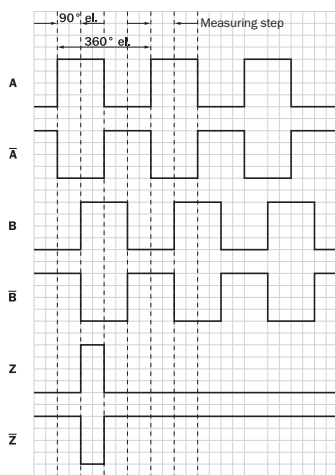 90° el.
Measuring step
360° el.
A
A̅
B
B̅
Z
Z̅